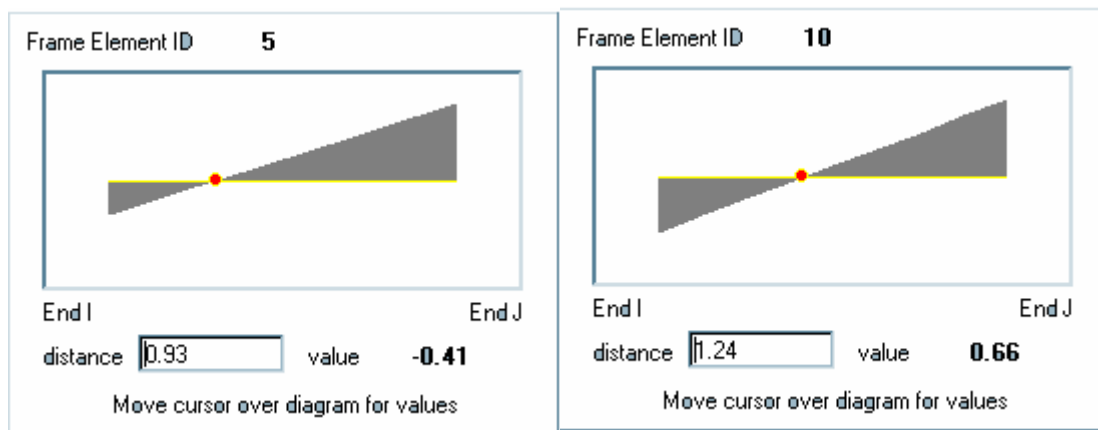 Frame Element ID 5
End I End J
distance 0.93 value -0.41
Move cursor over diagram for values
Frame Element ID 10
End I End J
distance 1.24 value 0.66
Move cursor over diagram for values